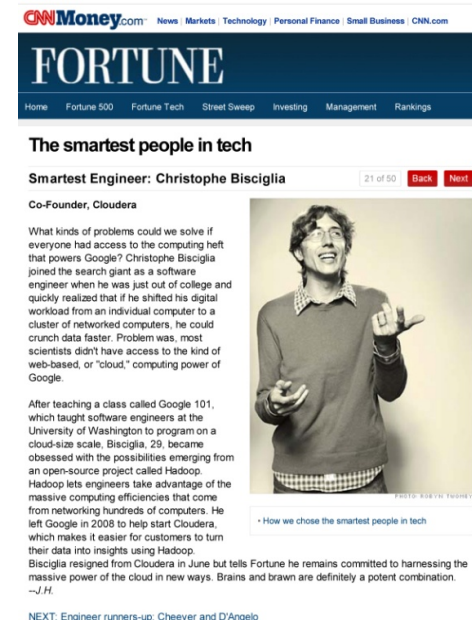 CNNMoney.com News | Markets | Technology | Personal Finance | Small Business | CNN.com
FORTUNE
Home Fortune 500 Fortune Tech Street Sweep Investing Management Rankings
The smartest people in tech
Smartest Engineer: Christophe Bisciglia 21 of 50 Back Next
Co-Founder, Cloudera
What kinds of problems could we solve if
everyone had access to the computing heft
that powers Google? Christophe Bisciglia
joined the search giant as a software
engineer when he was just out of college and
quickly realized that if he shifted his digital
workload from an individual computer to a
cluster of networked computers, he could
crunch data faster. Problem was, most
scientists didn't have access to the kind of
web-based, or "cloud," computing power of
Google.
After teaching a class called Google 101,
which taught software engineers at the
University of Washington to program on a
cloud-size scale, Bisciglia, 29, became
obsessed with the possibilities emerging from
an open-source project called Hadoop.
Hadoop lets engineers take advantage of the
massive computing efficiencies that come
from networking hundreds of computers. He
left Google in 2008 to help start Cloudera,
which makes it easier for customers to turn
their data into insights using Hadoop.
Bisciglia resigned from Cloudera in June but tells Fortune he remains committed to harnessing the
massive power of the cloud in new ways. Brains and brawn are definitely a potent combination.
--J.H.
PHOTO: ROBYN TWOMEY
• How we chose the smartest people in tech
NEXT: Engineer runners-up: Cheever and D'Angelo